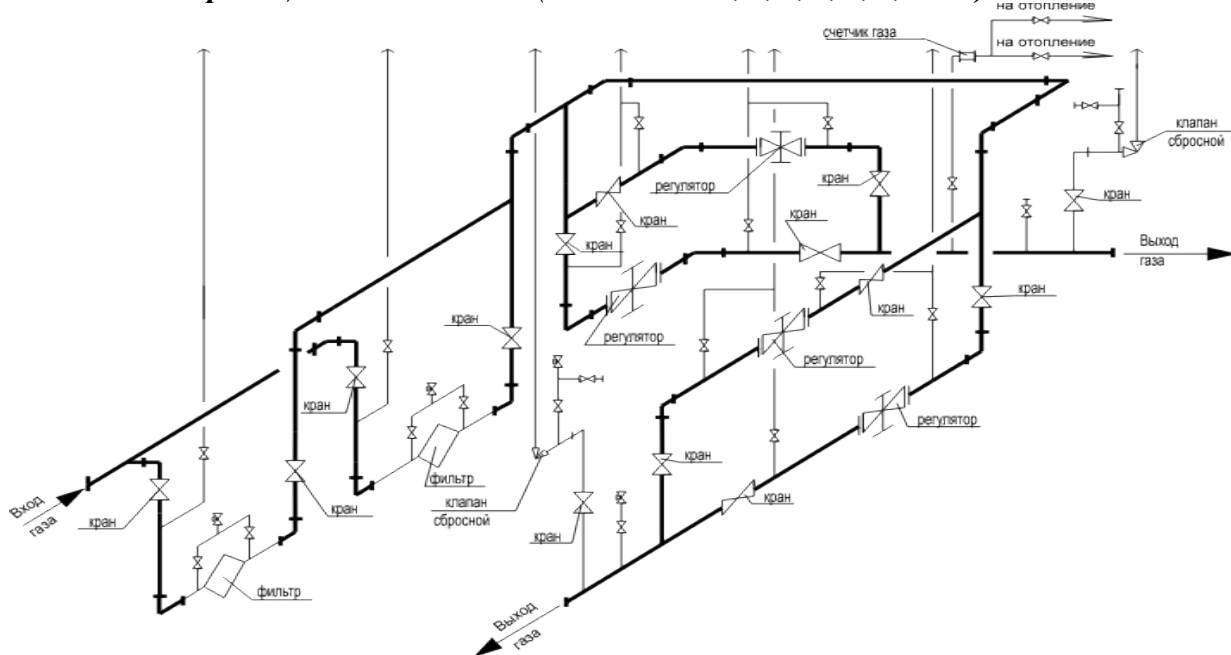 на отопление
счетчик газа
на отопление
клапан
сбросной
регулятор
кран
кран
кран
кран
кран
Выход
газа
кран
кран
кран
регулятор
регулятор
кран
регулятор
кран
фильтр
кран
Вход
газа
кран
кран
клапан
сбросной
кран
кран
фильтр
Выход
газа